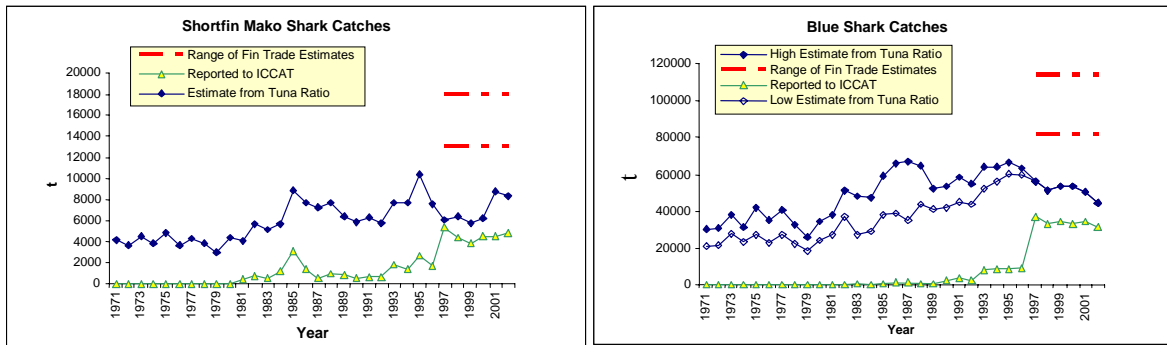 Shortfin Mako Shark Catches
Range of Fin Trade Estimates
Reported to ICCAT
Estimate from Tuna Ratio
20000
18000
16000
14000
12000
10000
8000
6000
4000
2000
0
t
1971 1973 1975 1977 1979 1981 1983 1985 1987 1989 1991 1993 1995 1997 1999 2001
Year
Blue Shark Catches
High Estimate from Tuna Ratio
Range of Fin Trade Estimates
Reported to ICCAT
Low Estimate from Tuna Ratio
120000
100000
80000
60000
40000
20000
0
t
1971 1973 1975 1977 1979 1981 1983 1985 1987 1989 1991 1993 1995 1997 1999 2001
Year